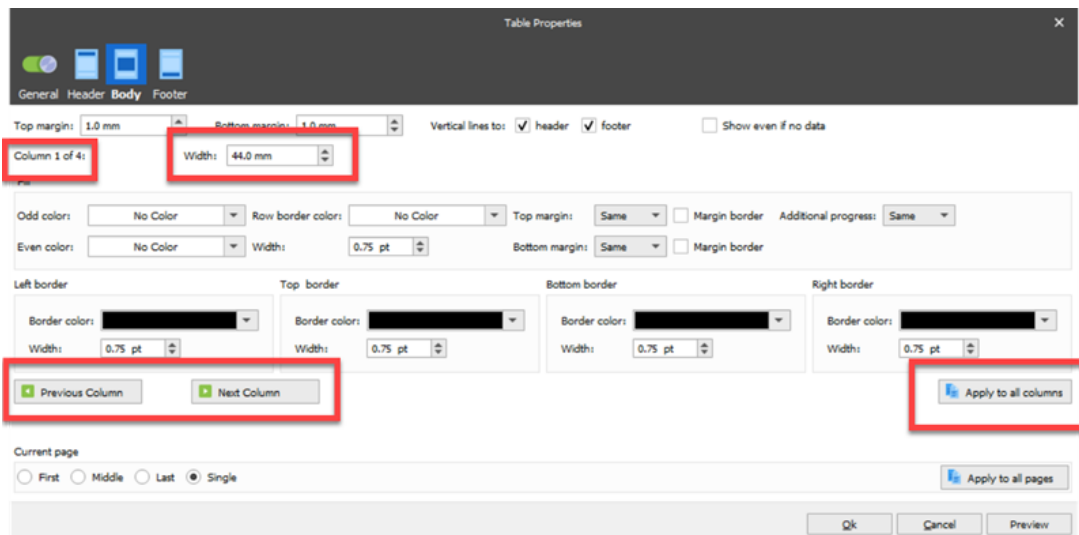 Table Properties
General Header Body Footer
Top margin: 1.0 mm Bottom margin: 1.0 mm Vertical lines to: header footer Show even if no data
Column 1 of 4: Width: 44.0 mm
Fill
Odd color: No Color Row border color: No Color Top margin: Same Margin border Additional progress: Same
Even color: No Color Width: 0.75 pt Bottom margin: Same Margin border
Left border Top border Bottom border Right border
Border color: Border color: Border color: Border color:
Width: 0.75 pt Width: 0.75 pt Width: 0.75 pt Width: 0.75 pt
Previous Column Next Column Apply to all columns
Current page
First Middle Last Single Apply to all pages
Ok Cancel Preview